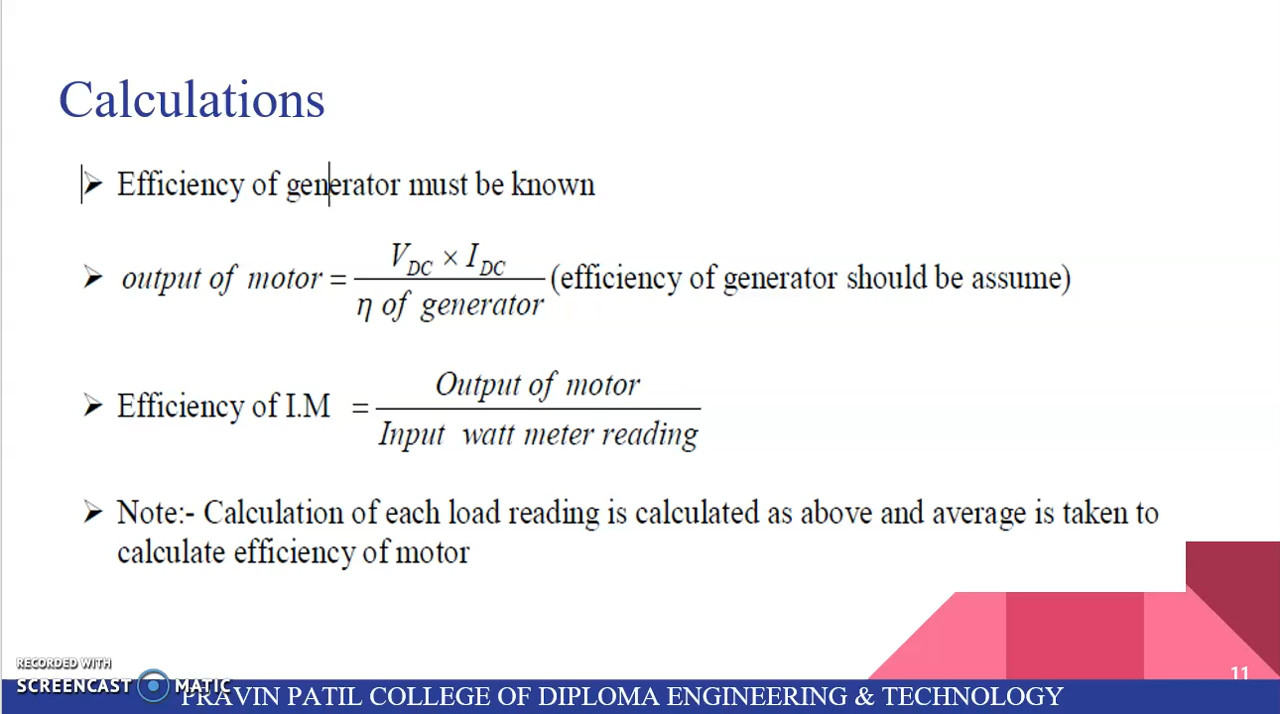 Calculations
➢ Efficiency of generator must be known
➢ output of motor = V_DC × I_DC / η of generator (efficiency of generator should be assume)
➢ Efficiency of I.M = Output of motor / Input watt meter reading
➢ Note:- Calculation of each load reading is calculated as above and average is taken to
calculate efficiency of motor
11
RECORDED WITH
SCREENCAST MATIC
PRAVIN PATIL COLLEGE OF DIPLOMA ENGINEERING & TECHNOLOGY